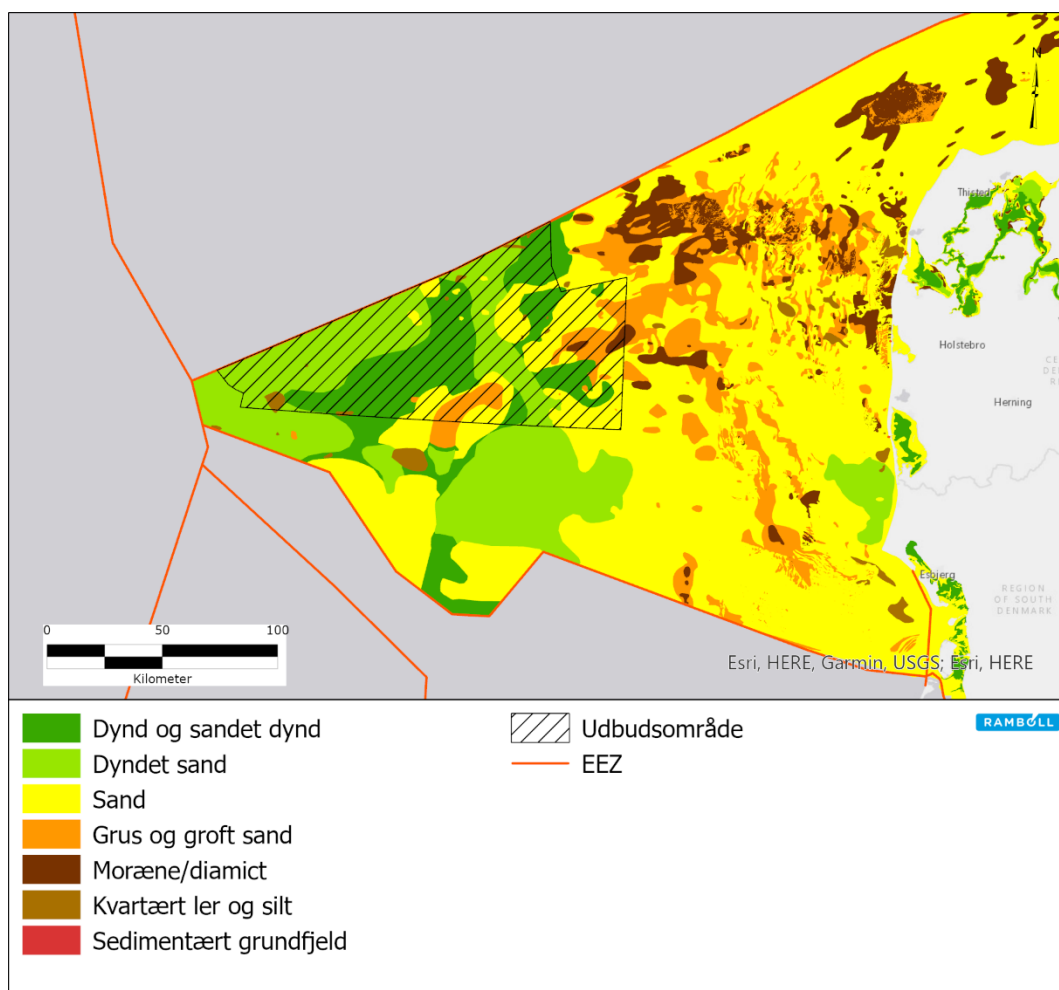 N
Thisted
Holstebro
Herning
Esbjerg
REGION
OF SOUTH
DENMARK
0 50 100
Kilometer
Esri, HERE, Garmin, USGS; Esri, HERE
Dynd og sandet dynd
Dyndet sand
Sand
Grus og groft sand
Moræne/diamict
Kvartært ler og silt
Sedimentært grundfjeld
Udbudsområde
EEZ
RAMBOLL